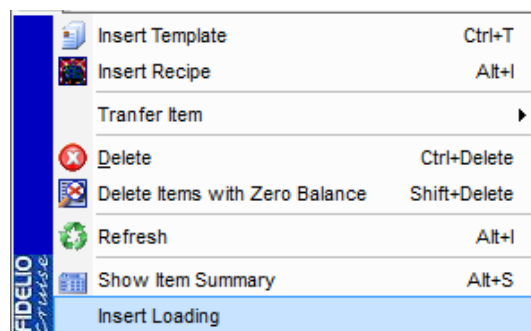 Insert Template Ctrl+T
Insert Recipe Alt+I
Tranfer Item
Delete Ctrl+Delete
Delete Items with Zero Balance Shift+Delete
Refresh Alt+I
Show Item Summary Alt+S
Insert Loading
FIDELIO
Cruise